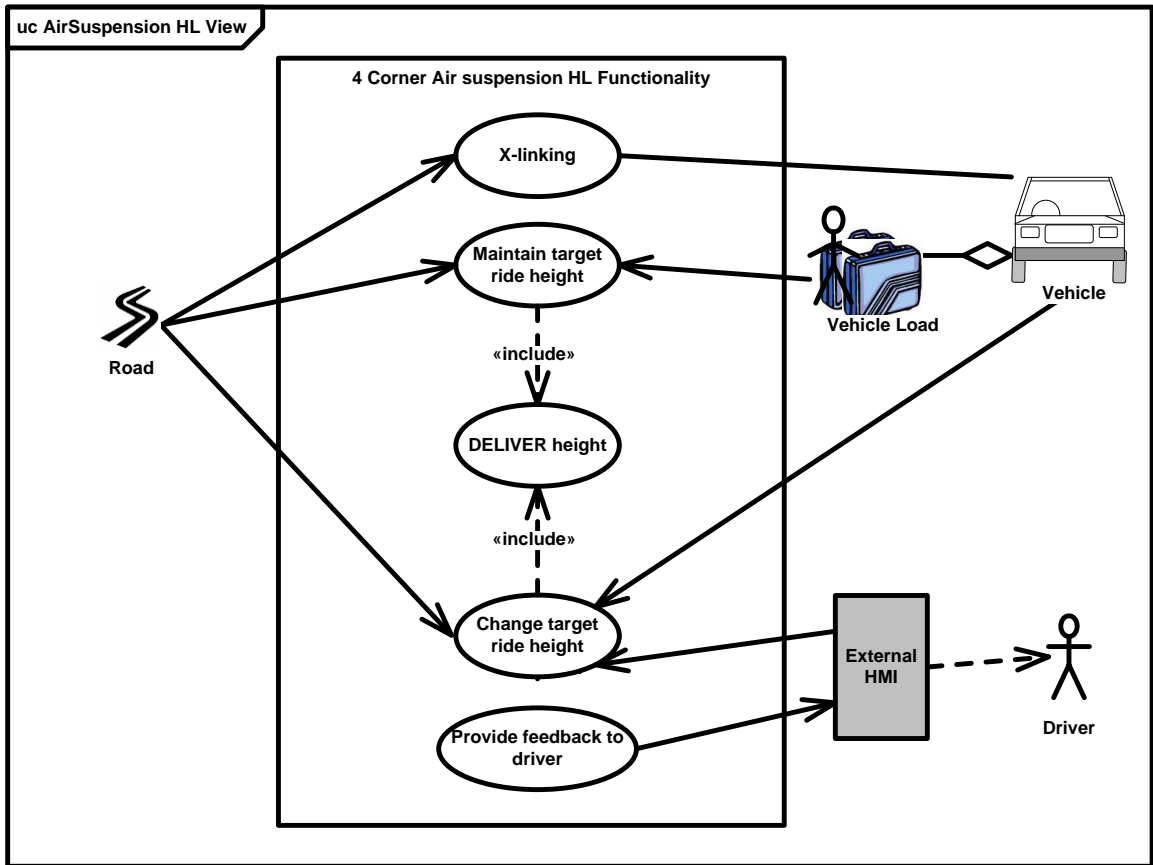 uc AirSuspension HL View
4 Corner Air suspension HL Functionality
X-linking
Maintain target
ride height
Vehicle
Vehicle Load
Road
«include»
DELIVER height
«include»
Change target
ride height
External
HMI
Driver
Provide feedback to
driver